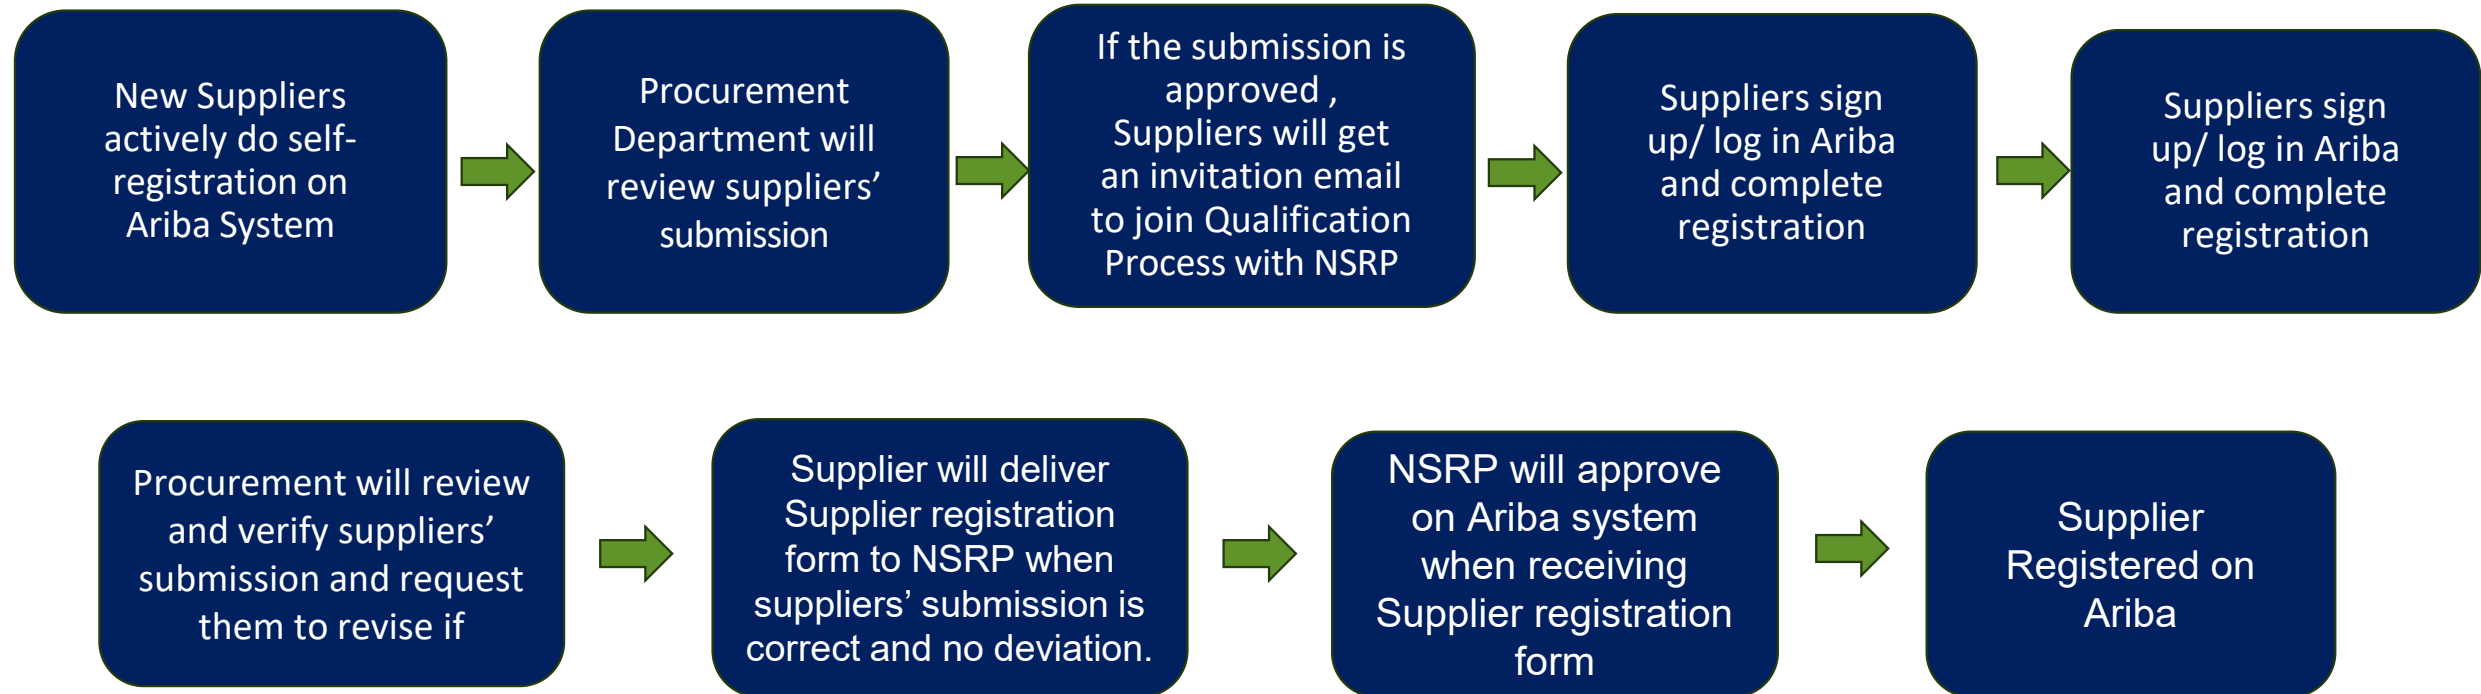 New Suppliers
actively do self-
registration on
Ariba System
Procurement
Department will
review suppliers’
submission
If the submission is
approved ,
Suppliers will get
an invitation email
to join Qualification
Process with NSRP
Suppliers sign
up/ log in Ariba
and complete
registration
Suppliers sign
up/ log in Ariba
and complete
registration
Procurement will review
and verify suppliers’
submission and request
them to revise if
Supplier will deliver
Supplier registration
form to NSRP when
suppliers’ submission is
correct and no deviation.
NSRP will approve
on Ariba system
when receiving
Supplier registration
form
Supplier
Registered on
Ariba